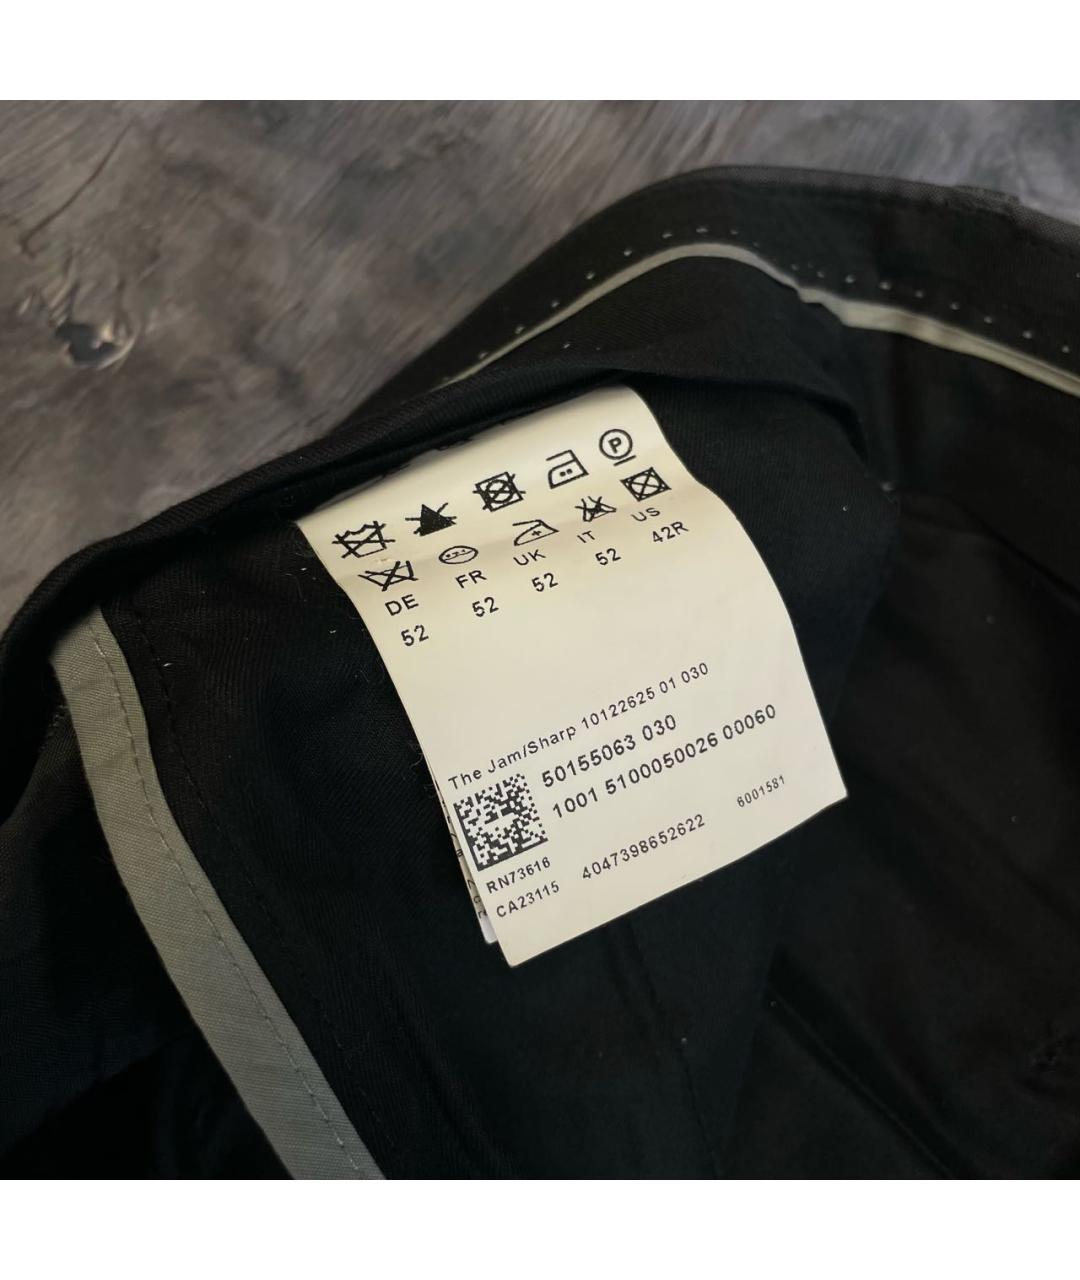 P
DE FR UK IT US
52 52 52 52 42R
The Jam/Sharp 10122625 01 030
50155063 030
1001 5100050026 00060
RN73616
CA23115 4047398652622 6001581